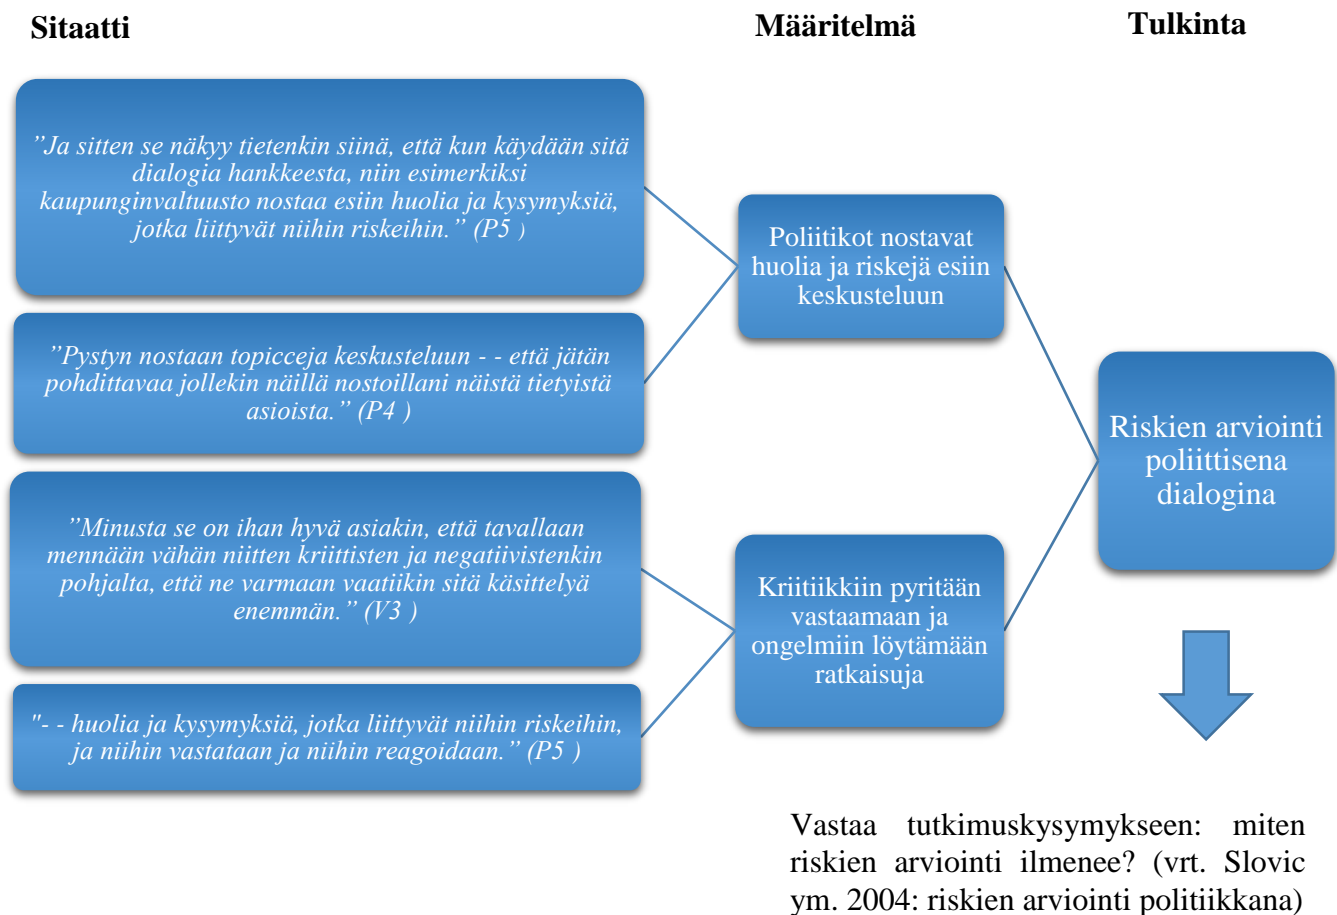 Sitaatti
Määritelmä
Tulkinta
”Ja sitten se näkyy tietenkin siinä, että kun käydään sitä
dialogia hankkeesta, niin esimerkiksi
kaupunginvaltuusto nostaa esiin huolia ja kysymyksiä,
jotka liittyvät niihin riskeihin.” (P5 )
”Pystyn nostaan topicceja keskusteluun - - että jätän
pohdittavaa jollekin näillä nostoillani näistä tietyistä
asioista.” (P4 )
”Minusta se on ihan hyvä asiakin, että tavallaan
mennään vähän niitten kriittisten ja negatiivistenkin
pohjalta, että ne varmaan vaatiikin sitä käsittelyä
enemmän.” (V3 )
"- - huolia ja kysymyksiä, jotka liittyvät niihin riskeihin,
ja niihin vastataan ja niihin reagoidaan.” (P5 )
Poliitikot nostavat
huolia ja riskejä esiin
keskusteluun
Kriitiikkiin pyritään
vastaamaan ja
ongelmiin löytämään
ratkaisuja
Riskien arviointi
poliittisena
dialogina
Vastaa tutkimuskysymykseen: miten
riskien arviointi ilmenee? (vrt. Slovic
ym. 2004: riskien arviointi politiikkana)